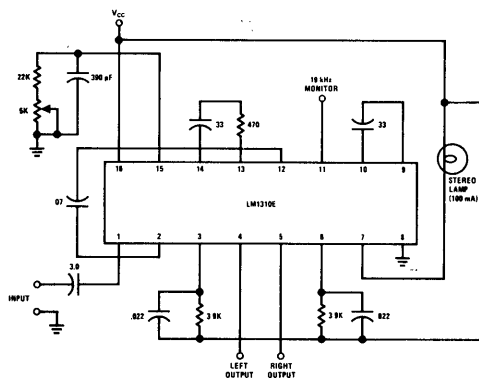 VCC
22K
390 pF
5K
19 kHz
MONITOR
.33
470
.33
16 15 14 13 12 11 10 9
LM1310E
STEREO
LAMP
(100 mA)
.07
1 2 3 4 5 6 7 8
3.0
INPUT
.022
3 9K
3 9K
022
LEFT
OUTPUT
RIGHT
OUTPUT